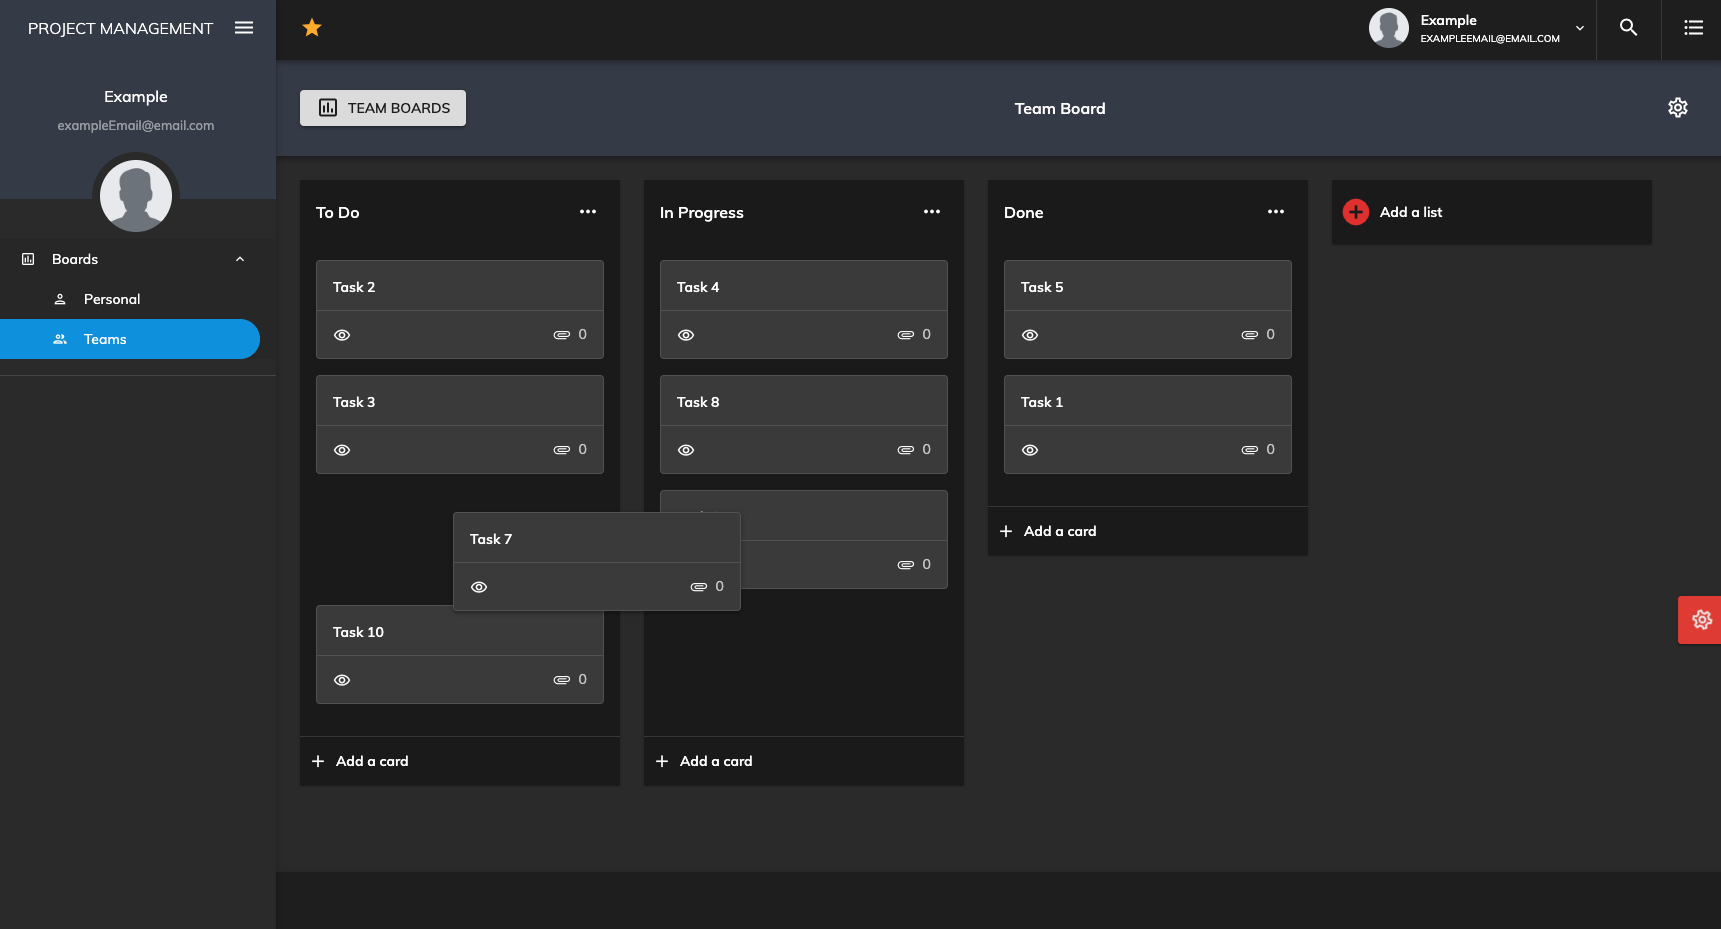 PROJECT MANAGEMENT
Example
EXAMPLEEMAIL@EMAIL.COM
Example
exampleEmail@email.com
Boards
Personal
Teams
TEAM BOARDS
Team Board
To Do
Task 2
0
Task 3
0
Task 7
0
Task 10
0
Add a card
In Progress
Task 4
0
Task 8
0
0
Add a card
Done
Task 5
0
Task 1
0
Add a card
Add a list